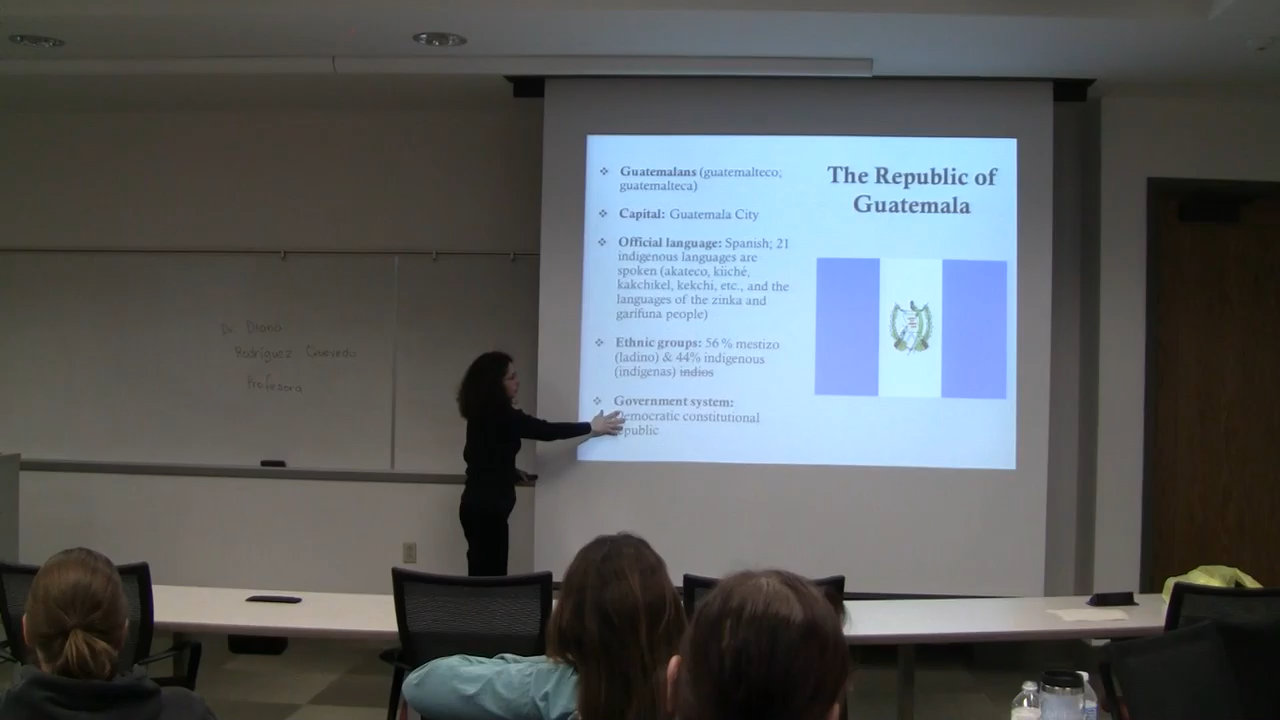 Dr. Diana
Rodríguez Quevedo
Profesora
The Republic of
Guatemala
❖ Guatemalans (guatemalteco;
guatemalteca)
❖ Capital: Guatemala City
❖ Official language: Spanish; 21
indigenous languages are
spoken (akateco, kiiché,
kakchikel, kekchi, etc., and the
languages of the zinka and
garifuna people)
❖ Ethnic groups: 56 % mestizo
(ladino) & 44% indigenous
(indígenas) indios
❖ Government system:
Democratic constitutional
republic